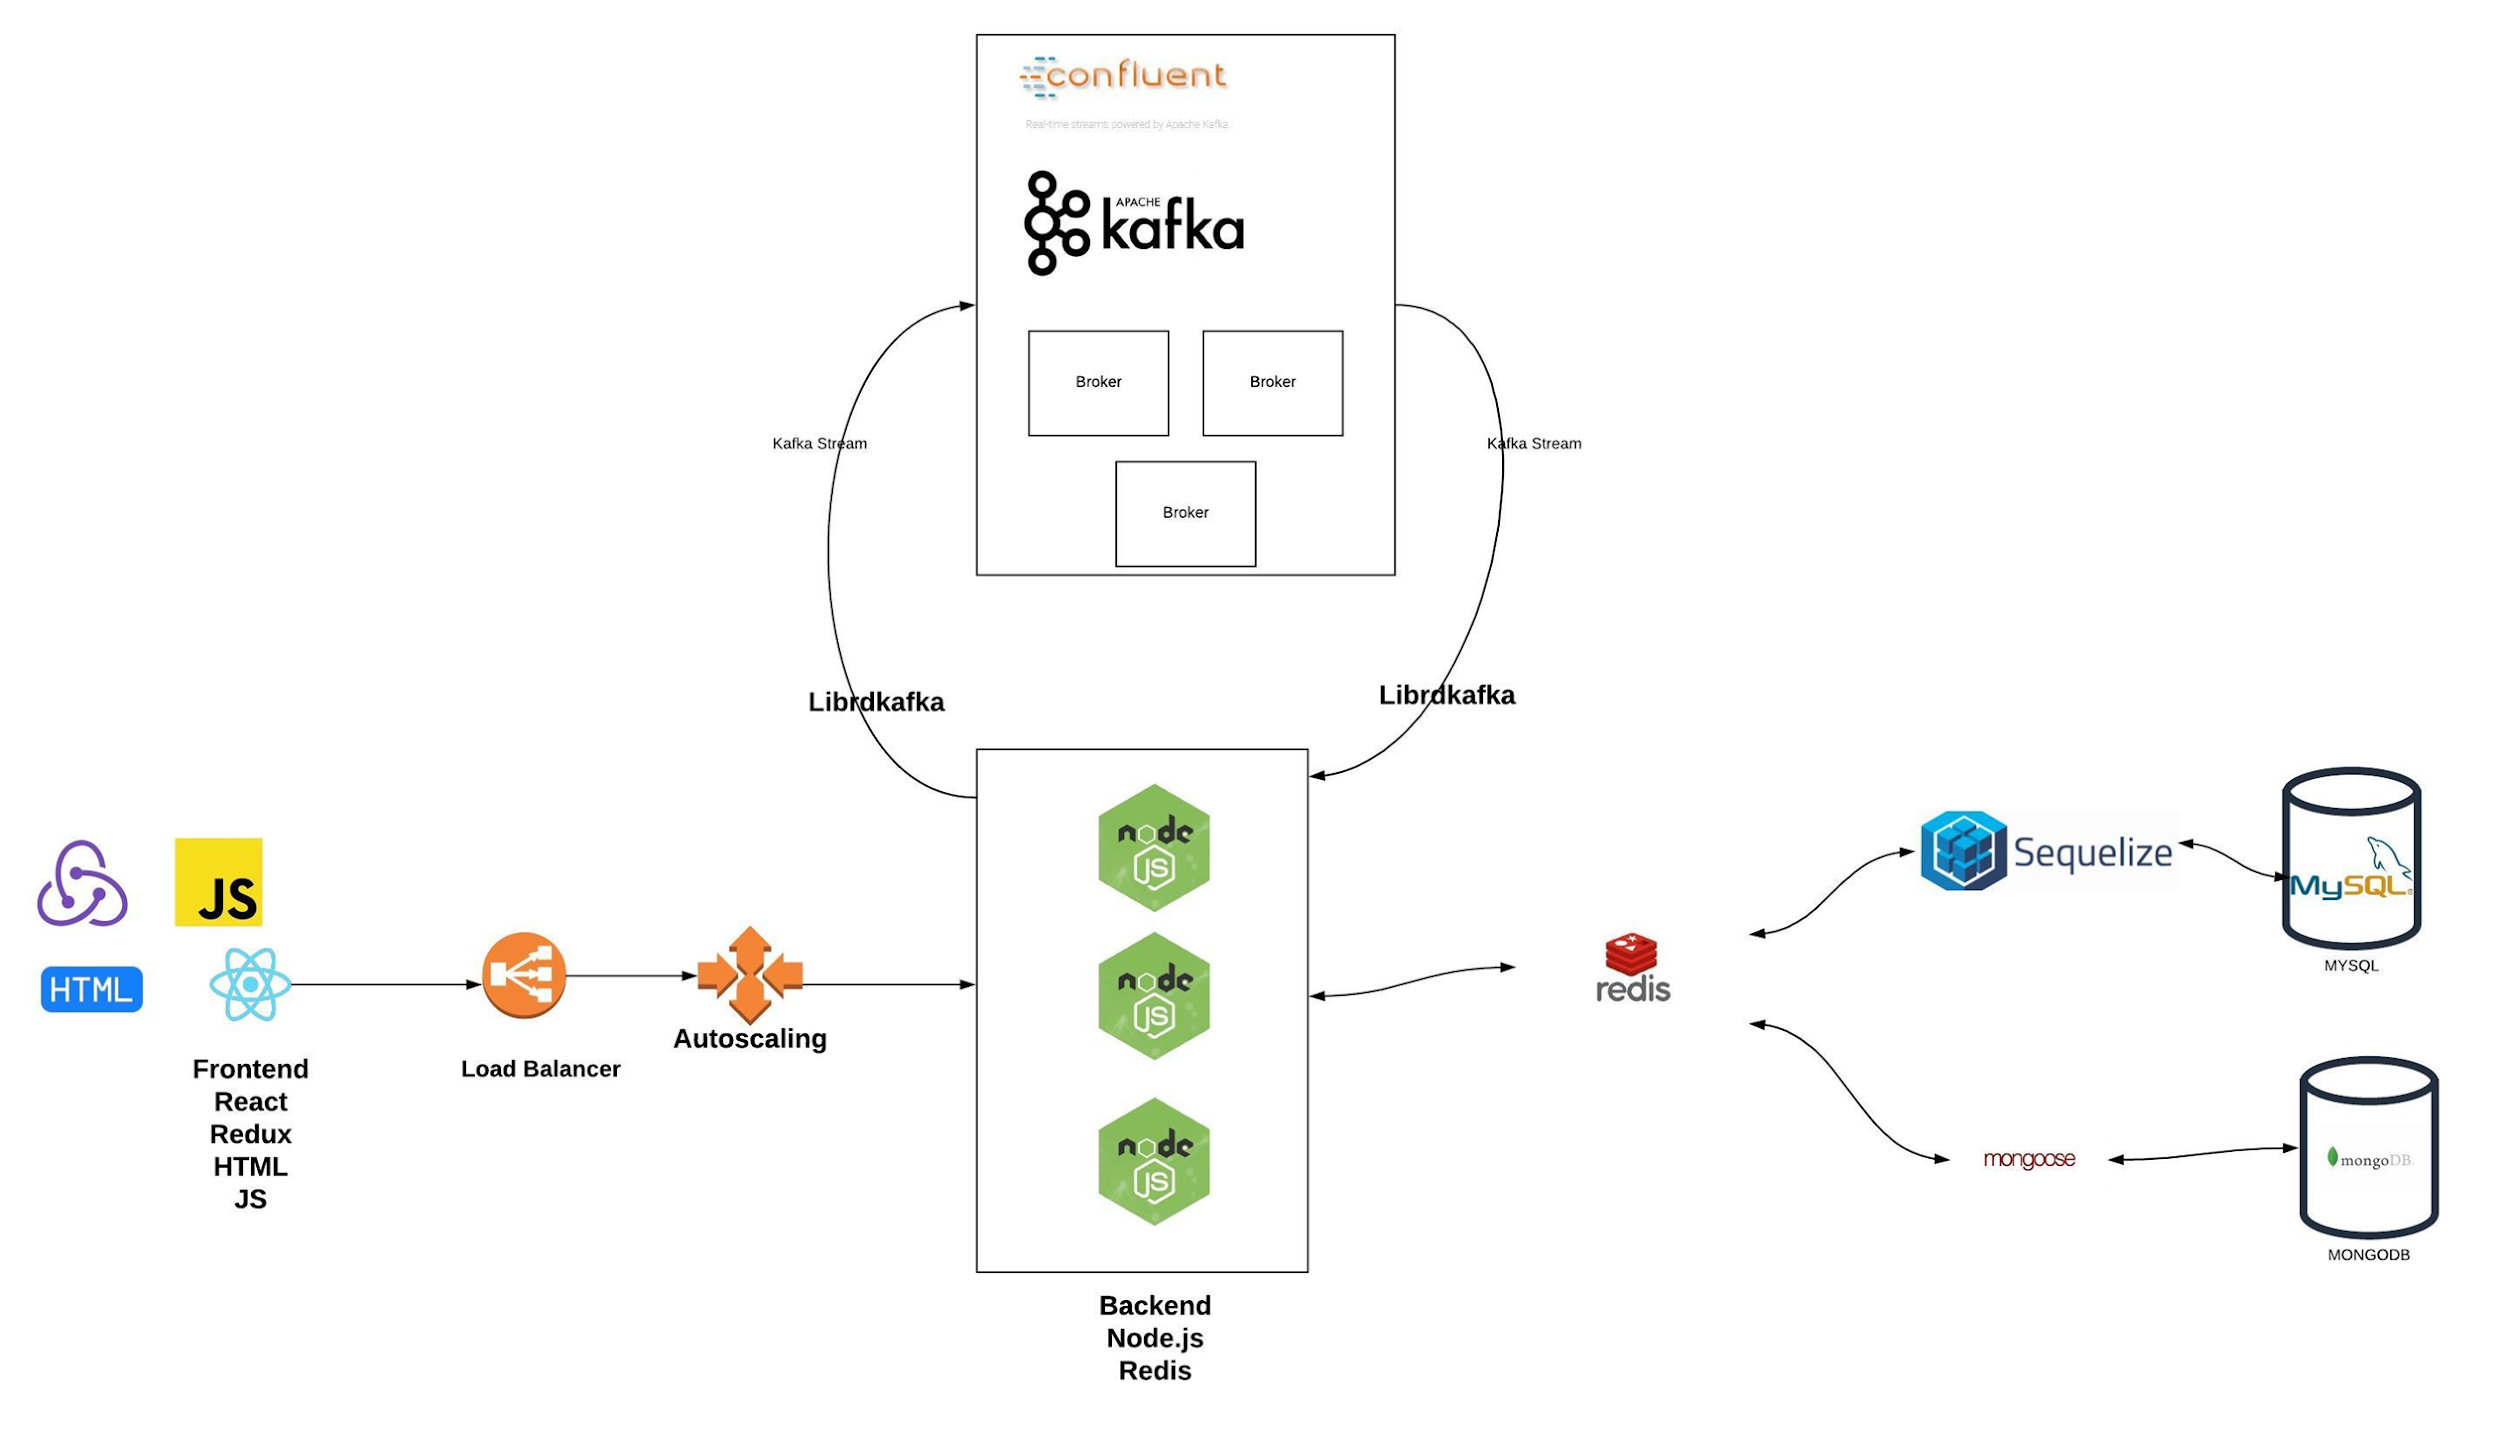 confluent
Real-time streams powered by Apache Kafka.
APACHE
kafka
Broker
Broker
Kafka Stream
Kafka Stream
Broker
Librdkafka
Librdkafka
node
JS
JS
HTML
Frontend
React
Redux
HTML
JS
Load Balancer
Autoscaling
node
JS
node
JS
Backend
Node.js
Redis
redis
Sequelize
MySQL®
MYSQL
mongoose
mongoDB.
MONGODB